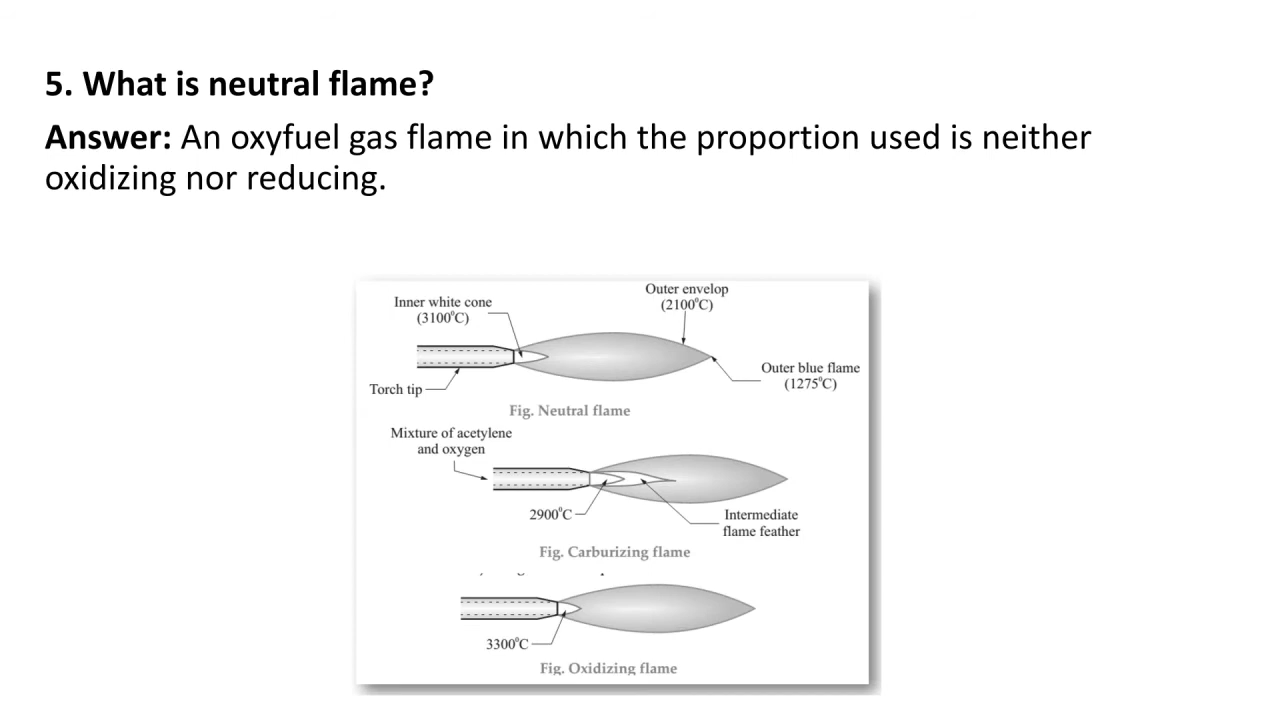 5. What is neutral flame?
Answer: An oxyfuel gas flame in which the proportion used is neither
oxidizing nor reducing.
Outer envelop
(2100°C)
Inner white cone
(3100°C)
Outer blue flame
(1275°C)
Torch tip
Fig. Neutral flame
Mixture of acetylene
and oxygen
2900°C
Intermediate
flame feather
Fig. Carburizing flame
3300°C
Fig. Oxidizing flame